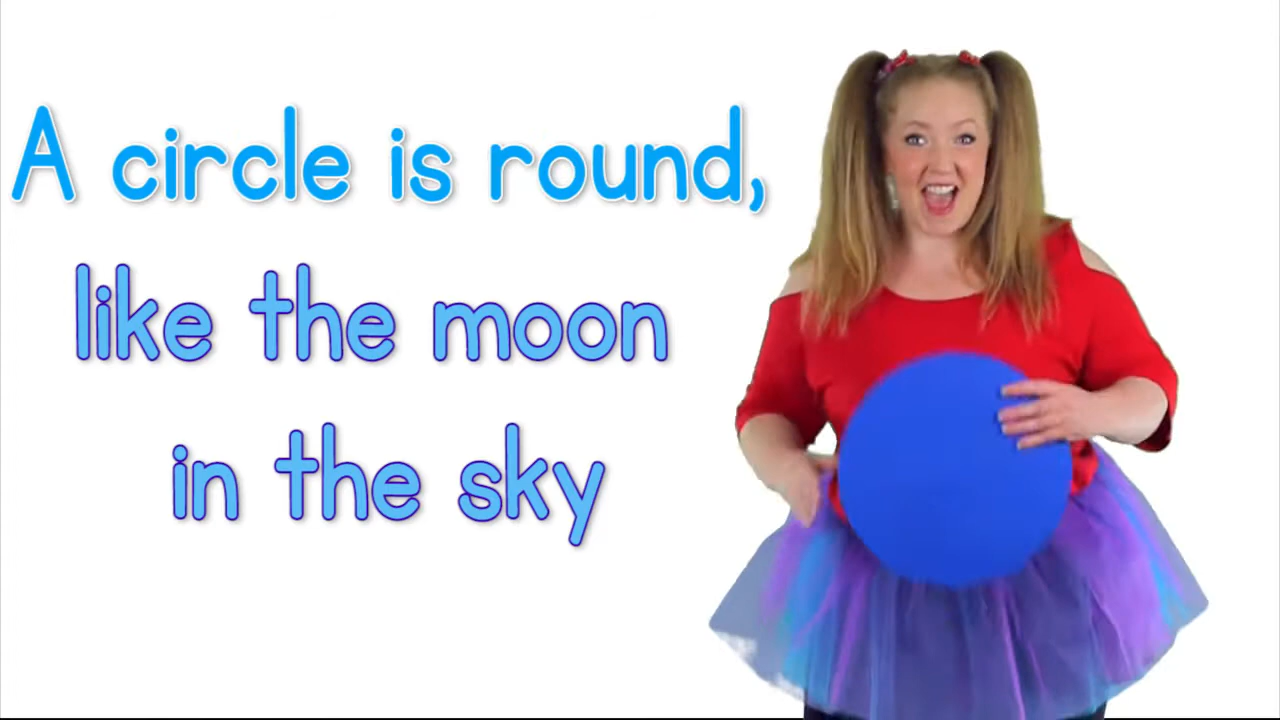 A circle is round,
like the moon
in the sky